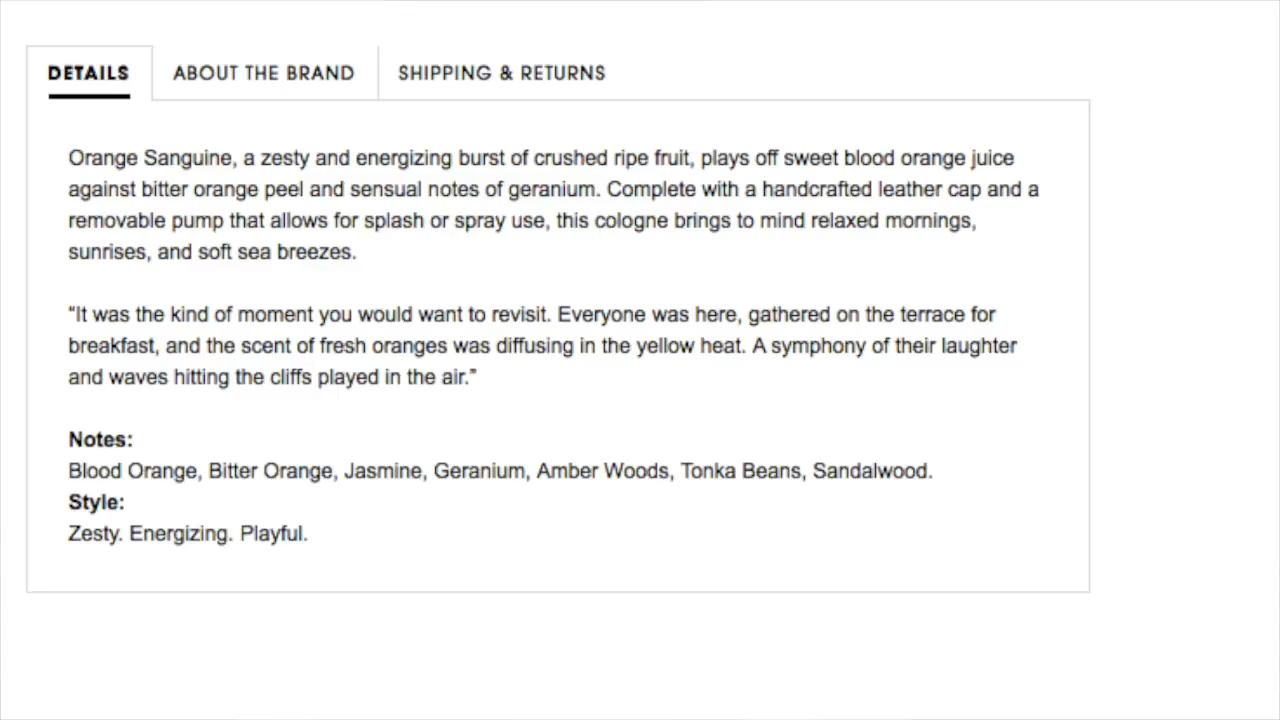 DETAILS ABOUT THE BRAND SHIPPING & RETURNS
Orange Sanguine, a zesty and energizing burst of crushed ripe fruit, plays off sweet blood orange juice
against bitter orange peel and sensual notes of geranium. Complete with a handcrafted leather cap and a
removable pump that allows for splash or spray use, this cologne brings to mind relaxed mornings,
sunrises, and soft sea breezes.
“It was the kind of moment you would want to revisit. Everyone was here, gathered on the terrace for
breakfast, and the scent of fresh oranges was diffusing in the yellow heat. A symphony of their laughter
and waves hitting the cliffs played in the air.”
Notes:
Blood Orange, Bitter Orange, Jasmine, Geranium, Amber Woods, Tonka Beans, Sandalwood.
Style:
Zesty. Energizing. Playful.